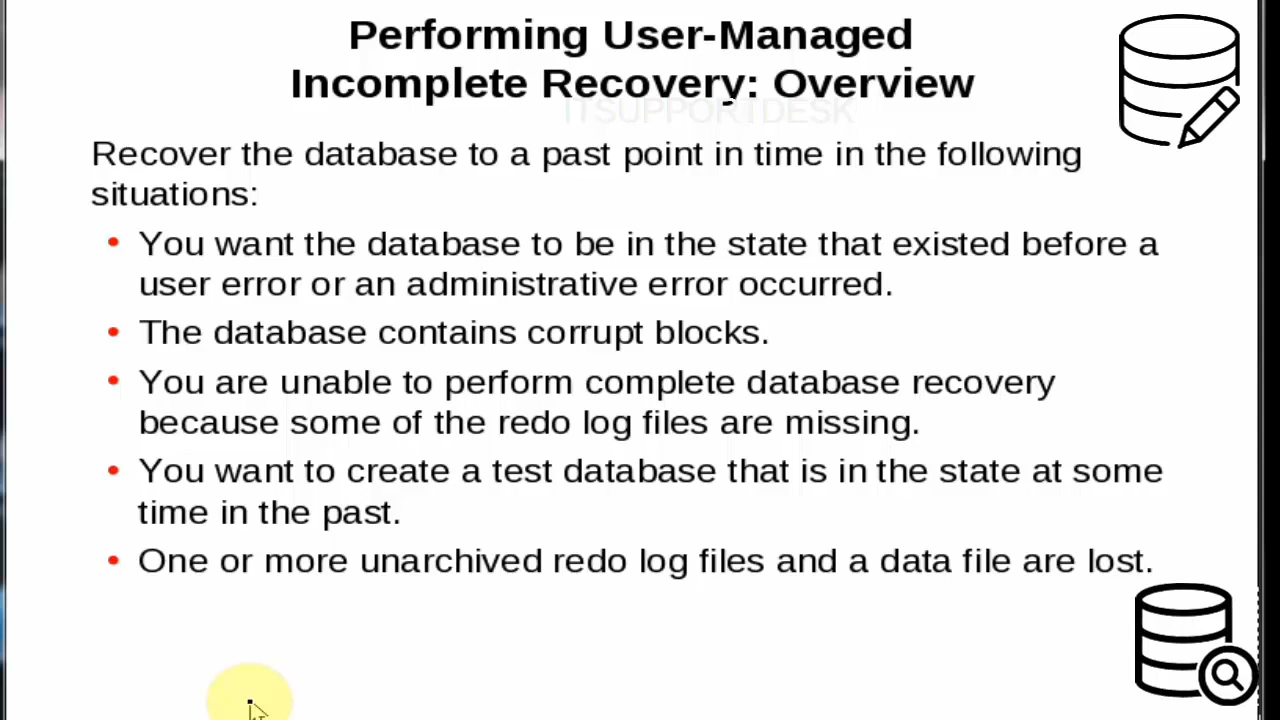 Performing User-Managed
Incomplete Recovery: Overview
ITSUPPORTDESK
Recover the database to a past point in time in the following
situations:
• You want the database to be in the state that existed before a
user error or an administrative error occurred.
• The database contains corrupt blocks.
• You are unable to perform complete database recovery
because some of the redo log files are missing.
• You want to create a test database that is in the state at some
time in the past.
• One or more unarchived redo log files and a data file are lost.